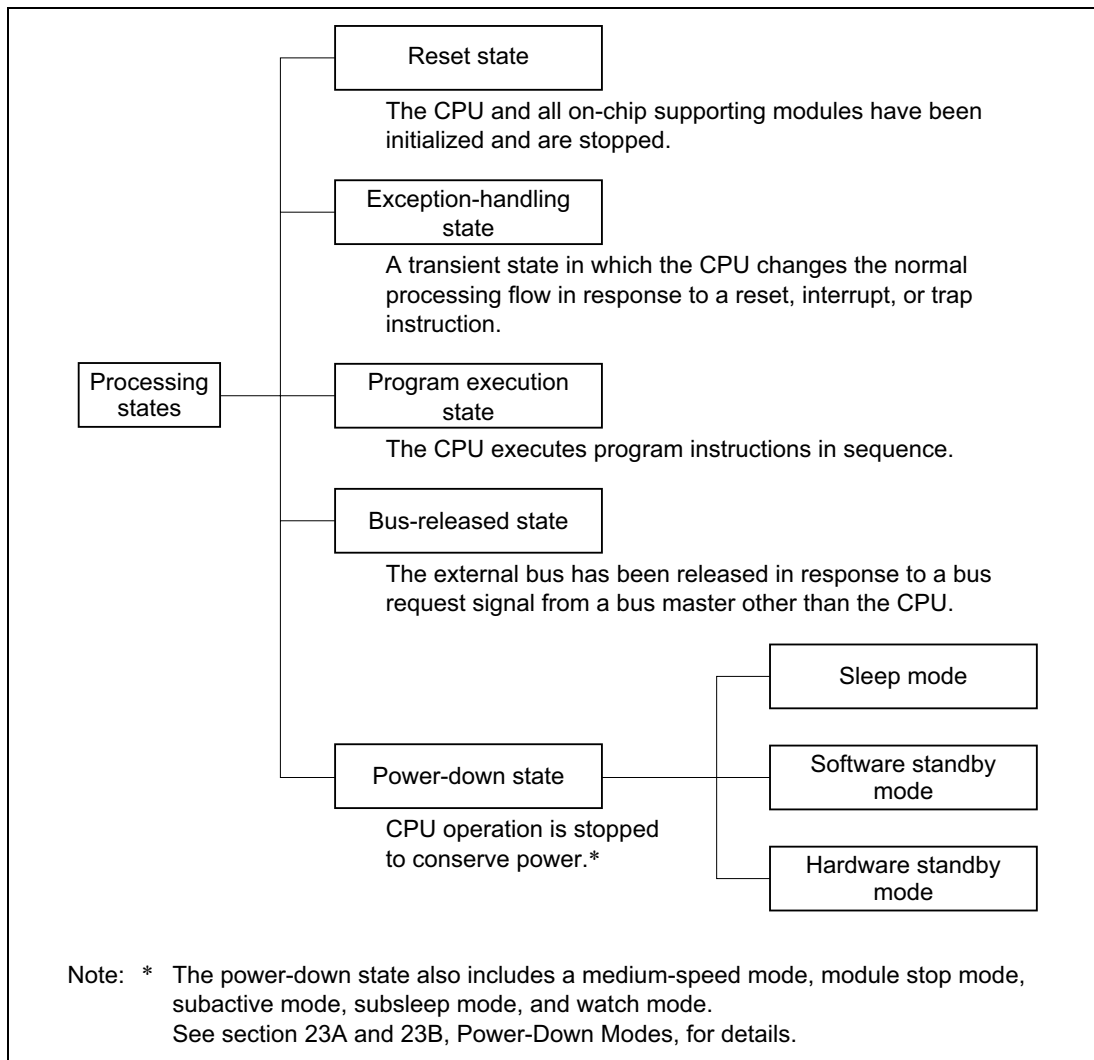 Reset state
The CPU and all on-chip supporting modules have been
initialized and are stopped.
Exception-handling
state
A transient state in which the CPU changes the normal
processing flow in response to a reset, interrupt, or trap
instruction.
Processing
states
Program execution
state
The CPU executes program instructions in sequence.
Bus-released state
The external bus has been released in response to a bus
request signal from a bus master other than the CPU.
Sleep mode
Power-down state
CPU operation is stopped
to conserve power.*
Software standby
mode
Hardware standby
mode
Note: * The power-down state also includes a medium-speed mode, module stop mode,
subactive mode, subsleep mode, and watch mode.
See section 23A and 23B, Power-Down Modes, for details.